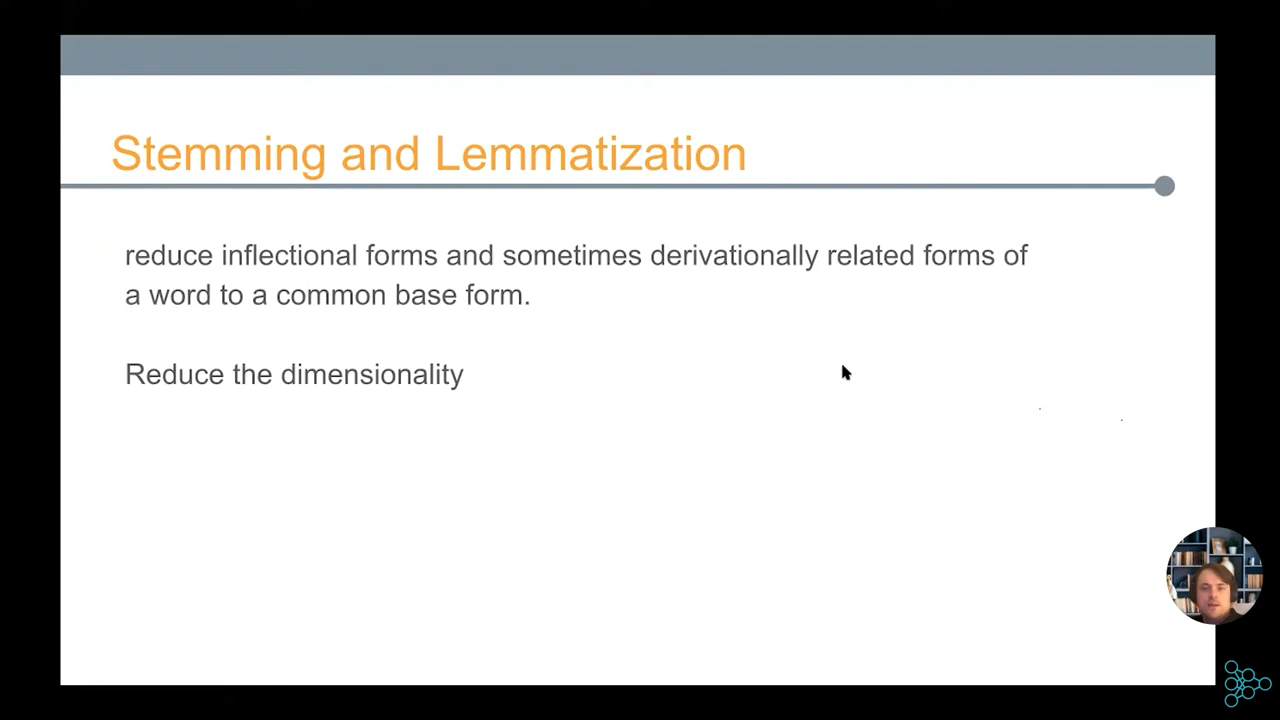 Stemming and Lemmatization
reduce inflectional forms and sometimes derivationally related forms of
a word to a common base form.
Reduce the dimensionality